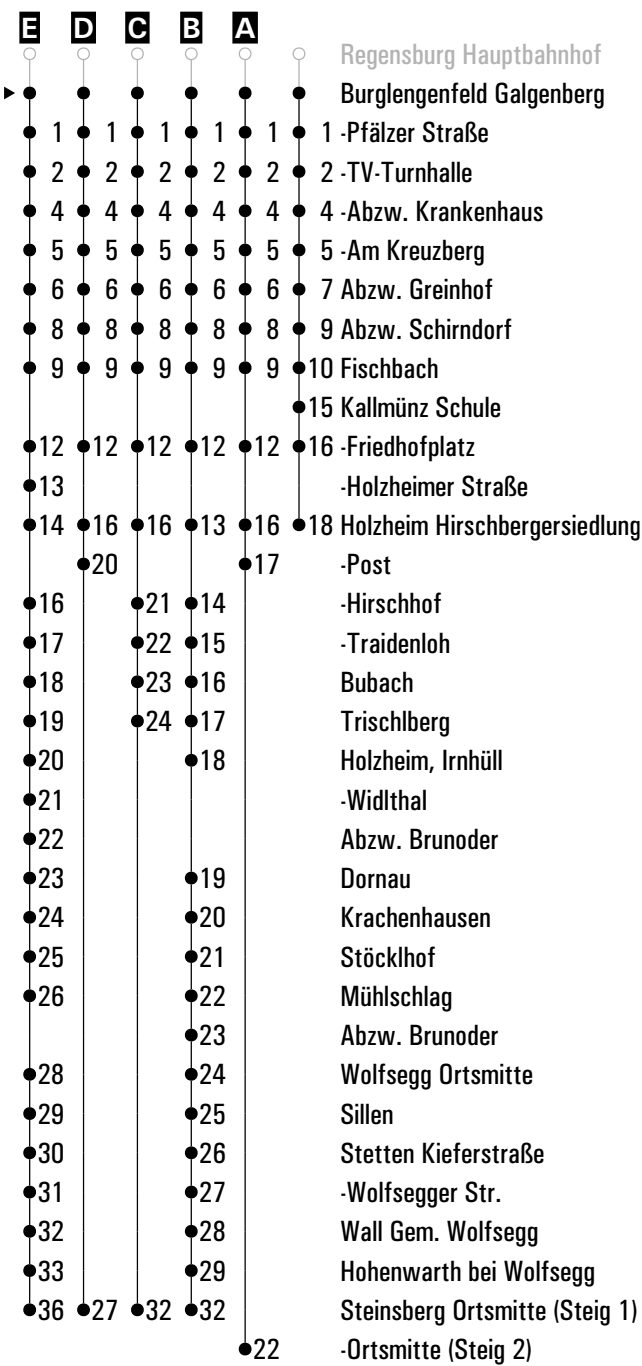 E D C B A
Regensburg Hauptbahnhof
Burglengenfeld Galgenberg
1 1 1 1 1 1 -Pfälzer Straße
2 2 2 2 2 2 -TV-Turnhalle
4 4 4 4 4 4 -Abzw. Krankenhaus
5 5 5 5 5 5 -Am Kreuzberg
6 6 6 6 6 7 Abzw. Greinhof
8 8 8 8 8 9 Abzw. Schirndorf
9 9 9 9 9 10 Fischbach
15 Kallmünz Schule
12 12 12 12 12 16 -Friedhofplatz
13 -Holzheimer Straße
14 16 16 13 16 18 Holzheim Hirschbergersiedlung
20 17 -Post
16 21 14 -Hirschhof
17 22 15 -Traidenloh
18 23 16 Bubach
19 24 17 Trischlberg
20 18 Holzheim, Irnhüll
21 -Widlthal
22 Abzw. Brunoder
23 19 Dornau
24 20 Krachenhausen
25 21 Stöcklhof
26 22 Mühlschlag
23 Abzw. Brunoder
28 24 Wolfsegg Ortsmitte
29 25 Sillen
30 26 Stetten Kieferstraße
31 27 -Wolfsegger Str.
32 28 Wall Gem. Wolfsegg
33 29 Hohenwarth bei Wolfsegg
36 27 32 32 Steinsberg Ortsmitte (Steig 1)
22 -Ortsmitte (Steig 2)